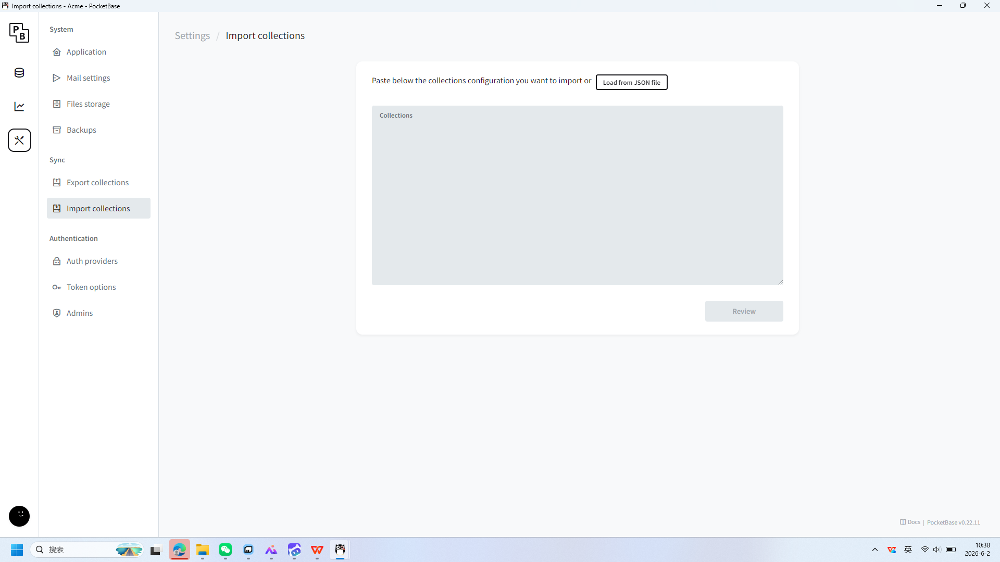 Import collections - Acme - PocketBase
P
B
System
Application
Mail settings
Files storage
Backups
Sync
Export collections
Import collections
Authentication
Auth providers
Token options
Admins
Settings / Import collections
Paste below the collections configuration you want to import or
Load from JSON file
Collections
Review
Docs | PocketBase v0.22.11
搜索
英
10:38
2026-6-2